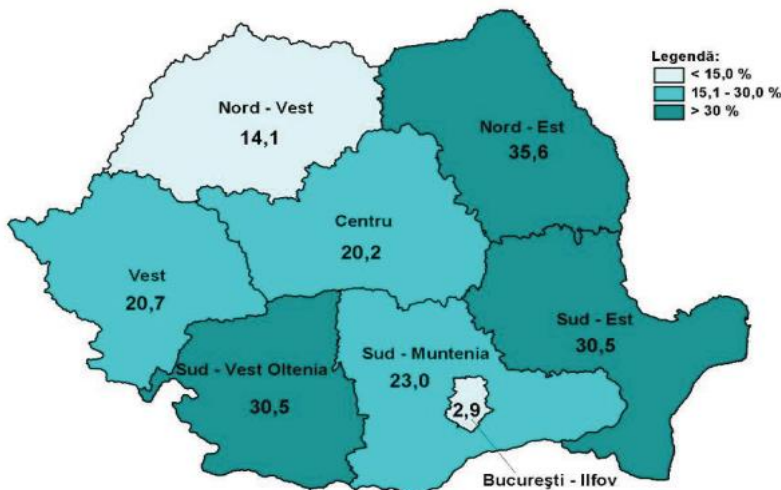 Legendă:
< 15,0 %
15,1 - 30,0 %
> 30 %
Nord - Vest
14,1
Nord - Est
35,6
Centru
20,2
Vest
20,7
Sud - Est
30,5
Sud - Vest Oltenia
30,5
Sud - Muntenia
23,0
2,9
Bucureşti - Ilfov